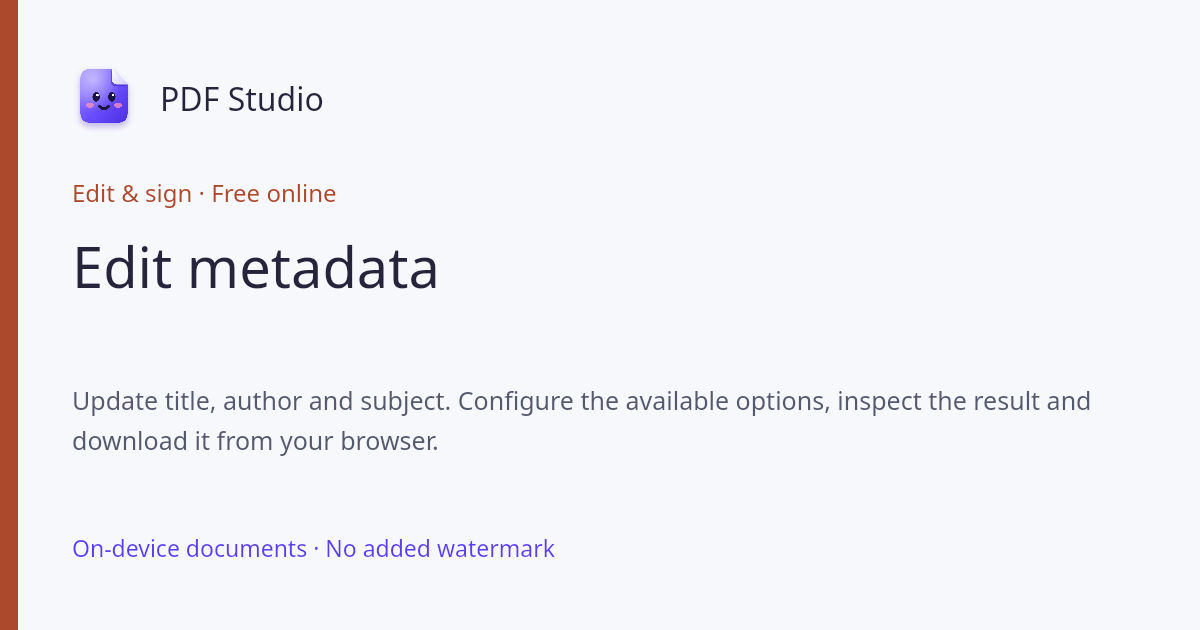 PDF Studio
Edit & sign · Free online
Edit metadata
Update title, author and subject. Configure the available options, inspect the result and
download it from your browser.
On-device documents · No added watermark